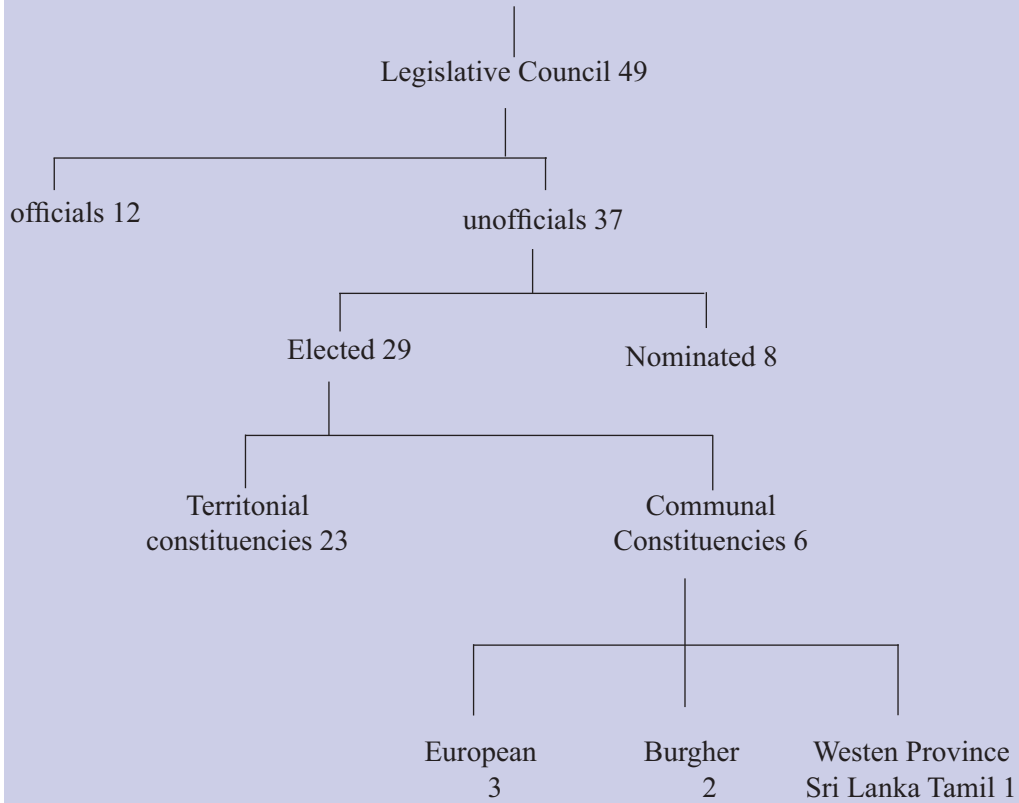 Legislative Council 49
officials 12
unofficials 37
Elected 29
Nominated 8
Territonial
constituencies 23
Communal
Constituencies 6
European
3
Burgher
2
Westen Province
Sri Lanka Tamil 1